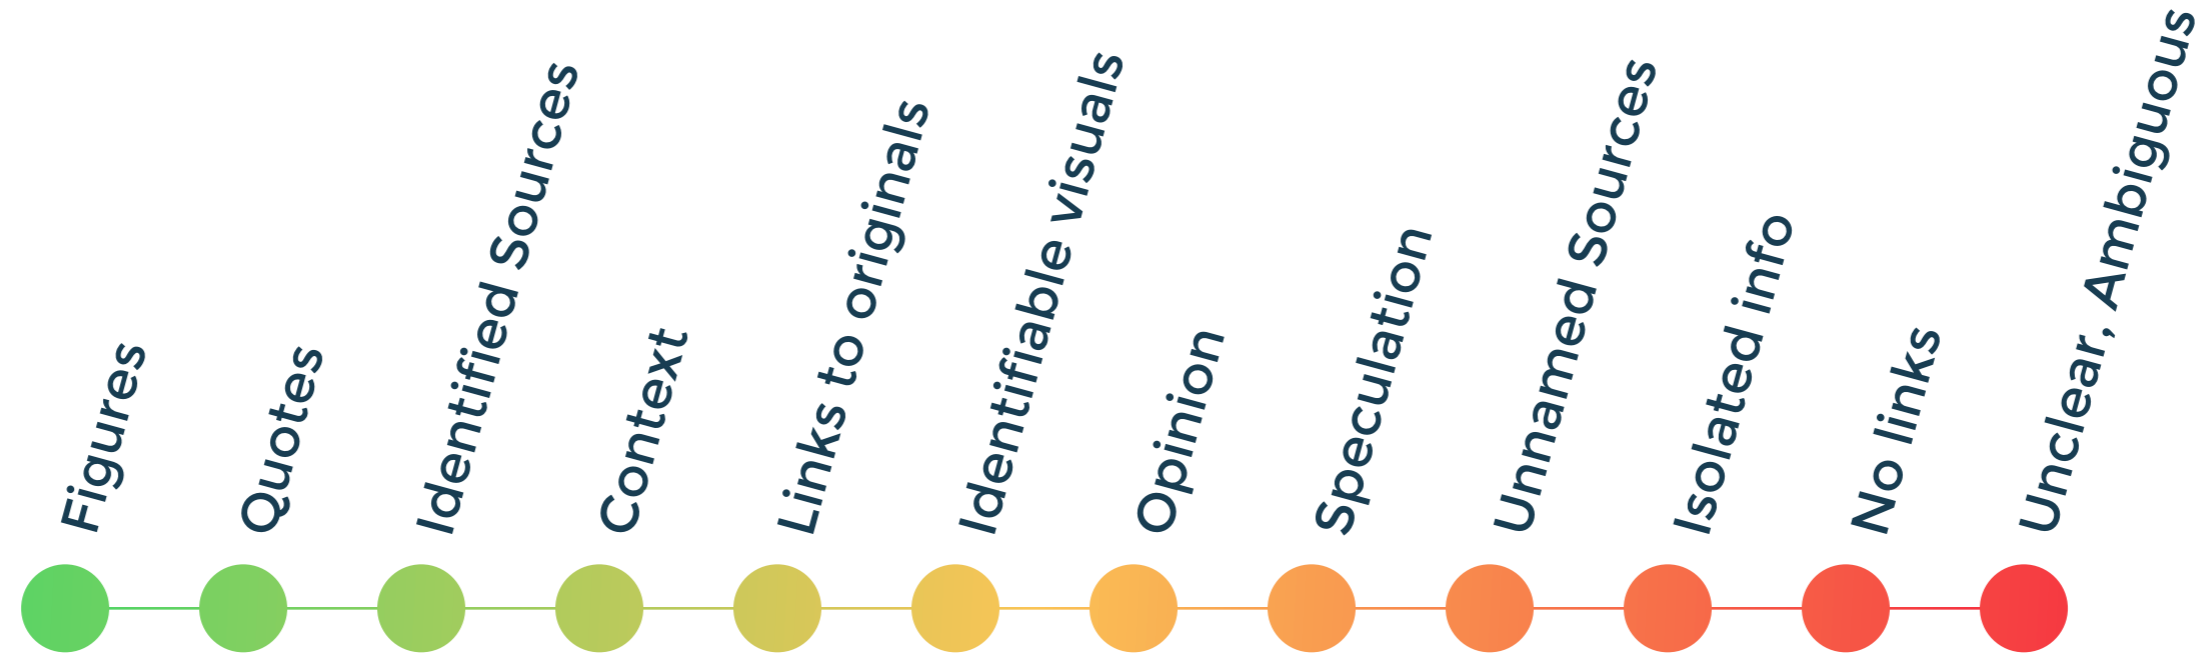 Figures
Quotes
Identified Sources
Context
Links to originals
Identifiable visuals
Opinion
Speculation
Unnamed Sources
Isolated info
No links
Unclear, Ambiguous